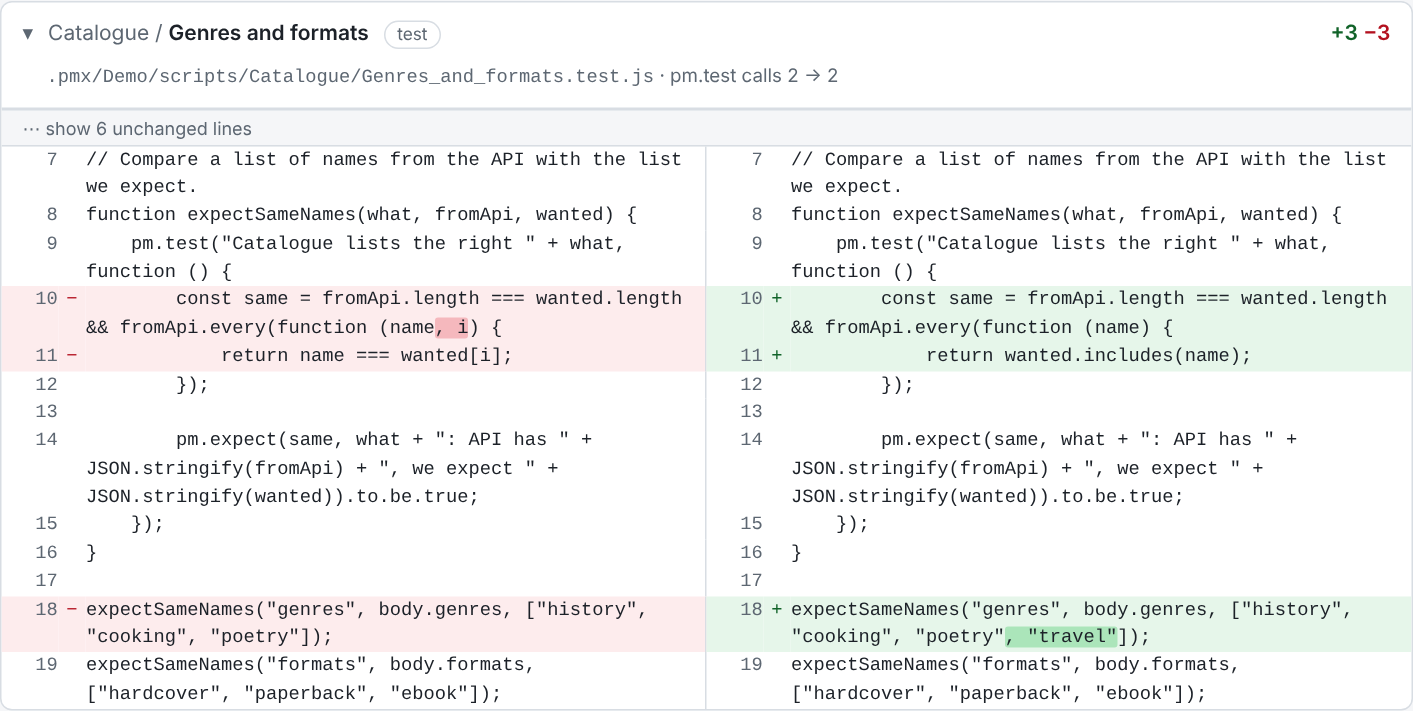 ▼ Catalogue / Genres and formats test +3 −3
.pmx/Demo/scripts/Catalogue/Genres_and_formats.test.js · pm.test calls 2 → 2
··· show 6 unchanged lines
7 // Compare a list of names from the API with the list
we expect.
8 function expectSameNames(what, fromApi, wanted) {
9     pm.test("Catalogue lists the right " + what,
function () {
10 −         const same = fromApi.length === wanted.length
&& fromApi.every(function (name, i) {
11 −             return name === wanted[i];
12         });
13
14         pm.expect(same, what + ": API has " +
JSON.stringify(fromApi) + ", we expect " +
JSON.stringify(wanted)).to.be.true;
15     });
16 }
17
18 − expectSameNames("genres", body.genres, ["history",
"cooking", "poetry"]);
19 expectSameNames("formats", body.formats,
["hardcover", "paperback", "ebook"]);
7 // Compare a list of names from the API with the list
we expect.
8 function expectSameNames(what, fromApi, wanted) {
9     pm.test("Catalogue lists the right " + what,
function () {
10 +         const same = fromApi.length === wanted.length
&& fromApi.every(function (name) {
11 +             return wanted.includes(name);
12         });
13
14         pm.expect(same, what + ": API has " +
JSON.stringify(fromApi) + ", we expect " +
JSON.stringify(wanted)).to.be.true;
15     });
16 }
17
18 + expectSameNames("genres", body.genres, ["history",
"cooking", "poetry", "travel"]);
19 expectSameNames("formats", body.formats,
["hardcover", "paperback", "ebook"]);